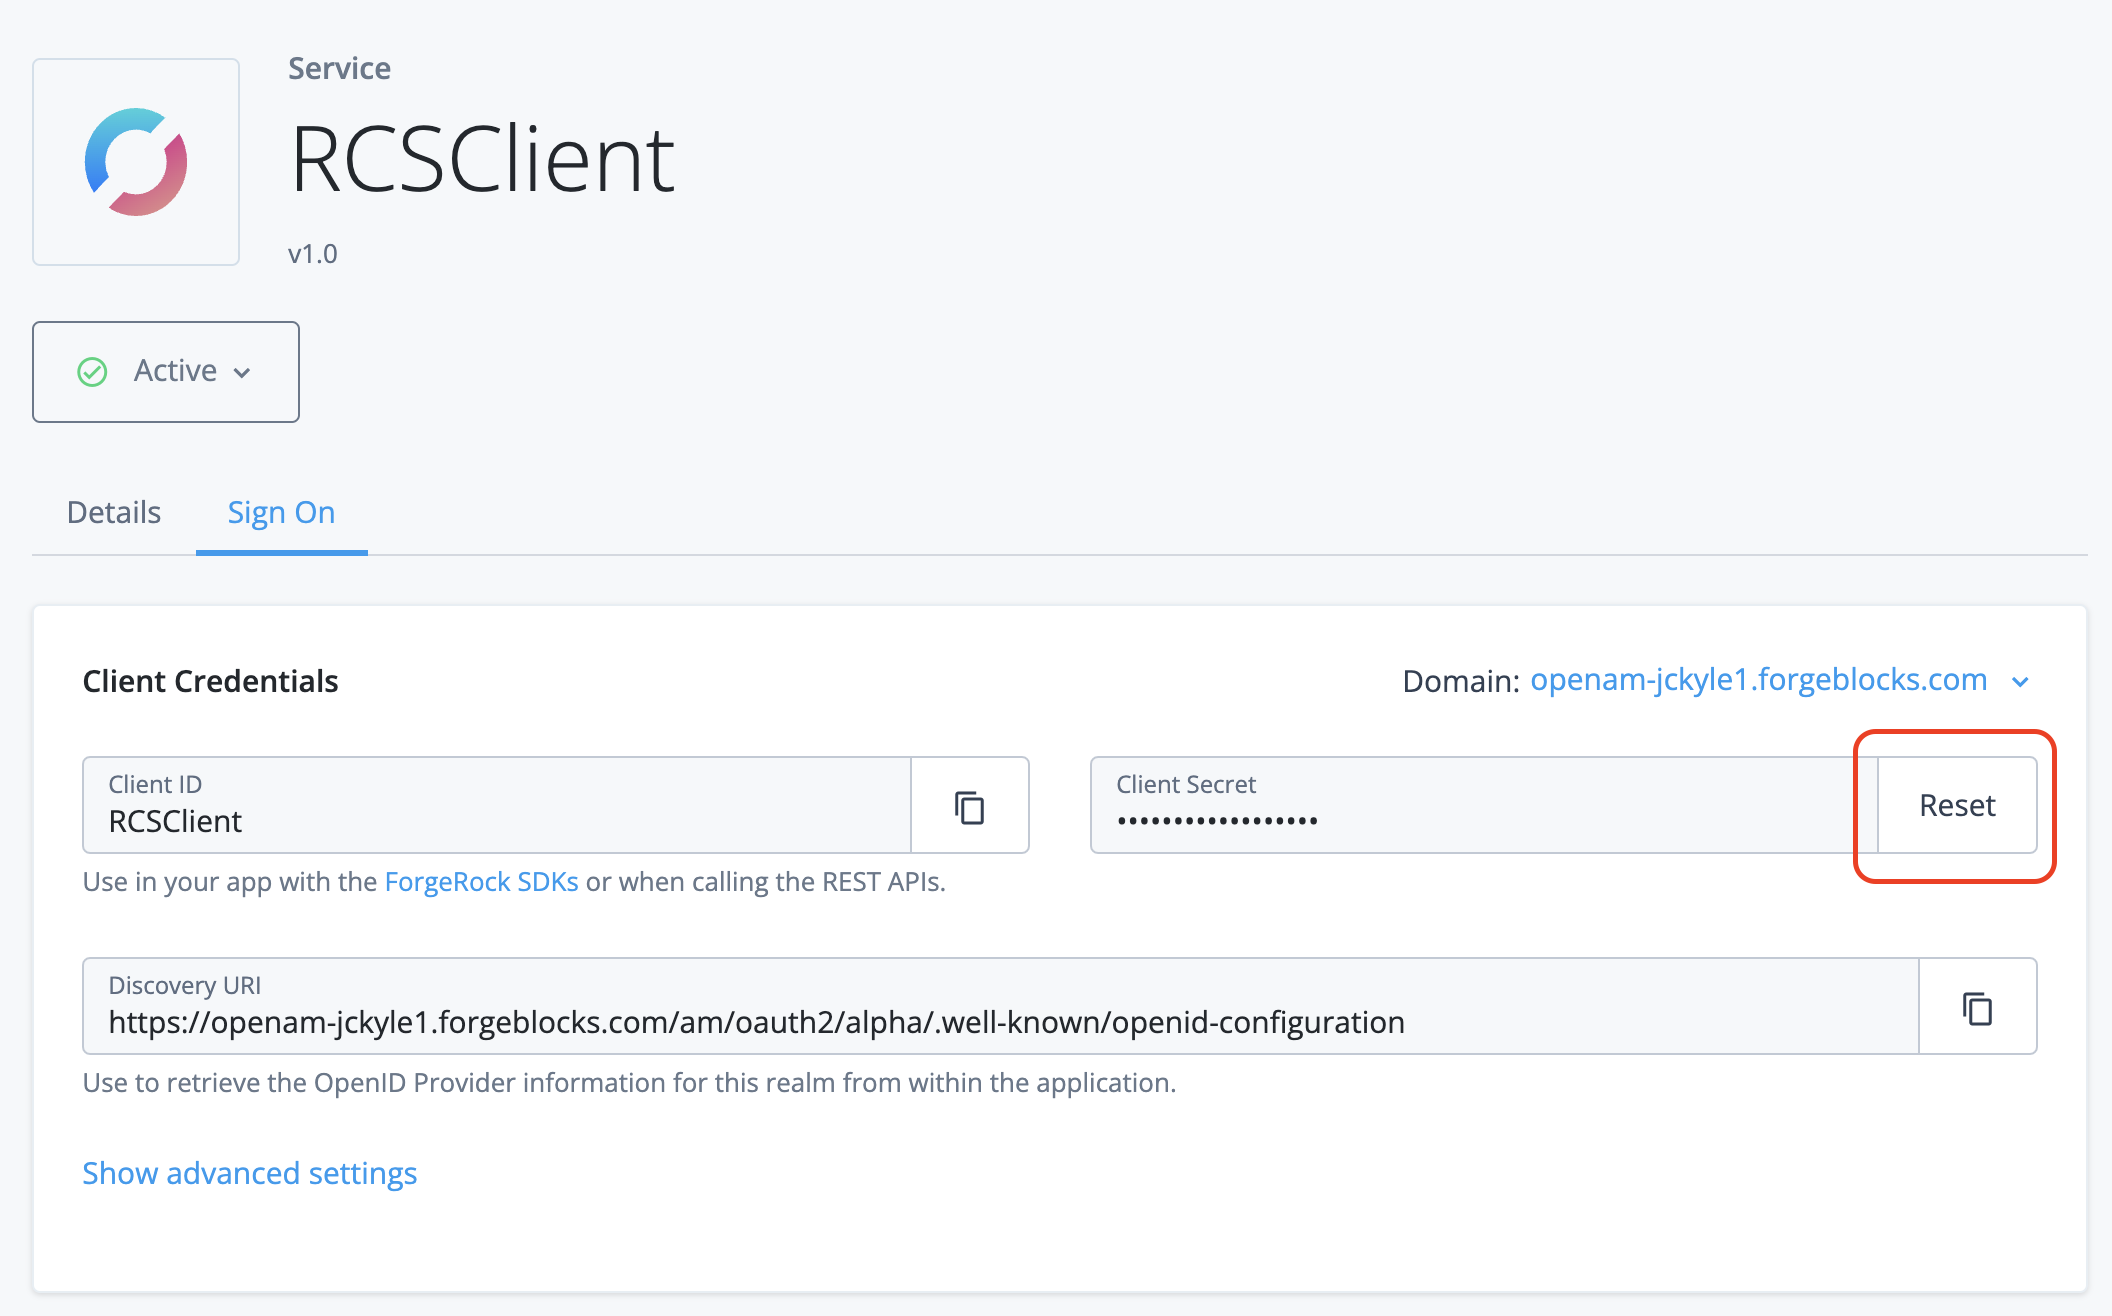 Service
RCSClient
v1.0
Active
Details
Sign On
Client Credentials
Domain: openam-jckyle1.forgeblocks.com
Client ID
RCSClient
Client Secret
••••••••••••••••••
Reset
Use in your app with the ForgeRock SDKs or when calling the REST APIs.
Discovery URI
https://openam-jckyle1.forgeblocks.com/am/oauth2/alpha/.well-known/openid-configuration
Use to retrieve the OpenID Provider information for this realm from within the application.
Show advanced settings